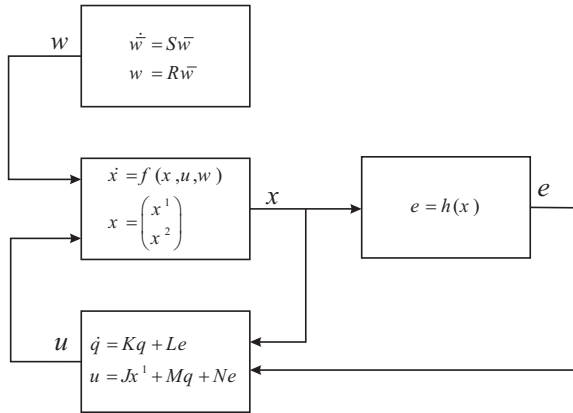 w
ẇ̄ = Sw̄
w = Rw̄
ẋ = f(x,u,w)
x = (x¹
x²)
x
e = h(x)
e
u
q̇ = Kq + Le
u = Jx¹ + Mq + Ne